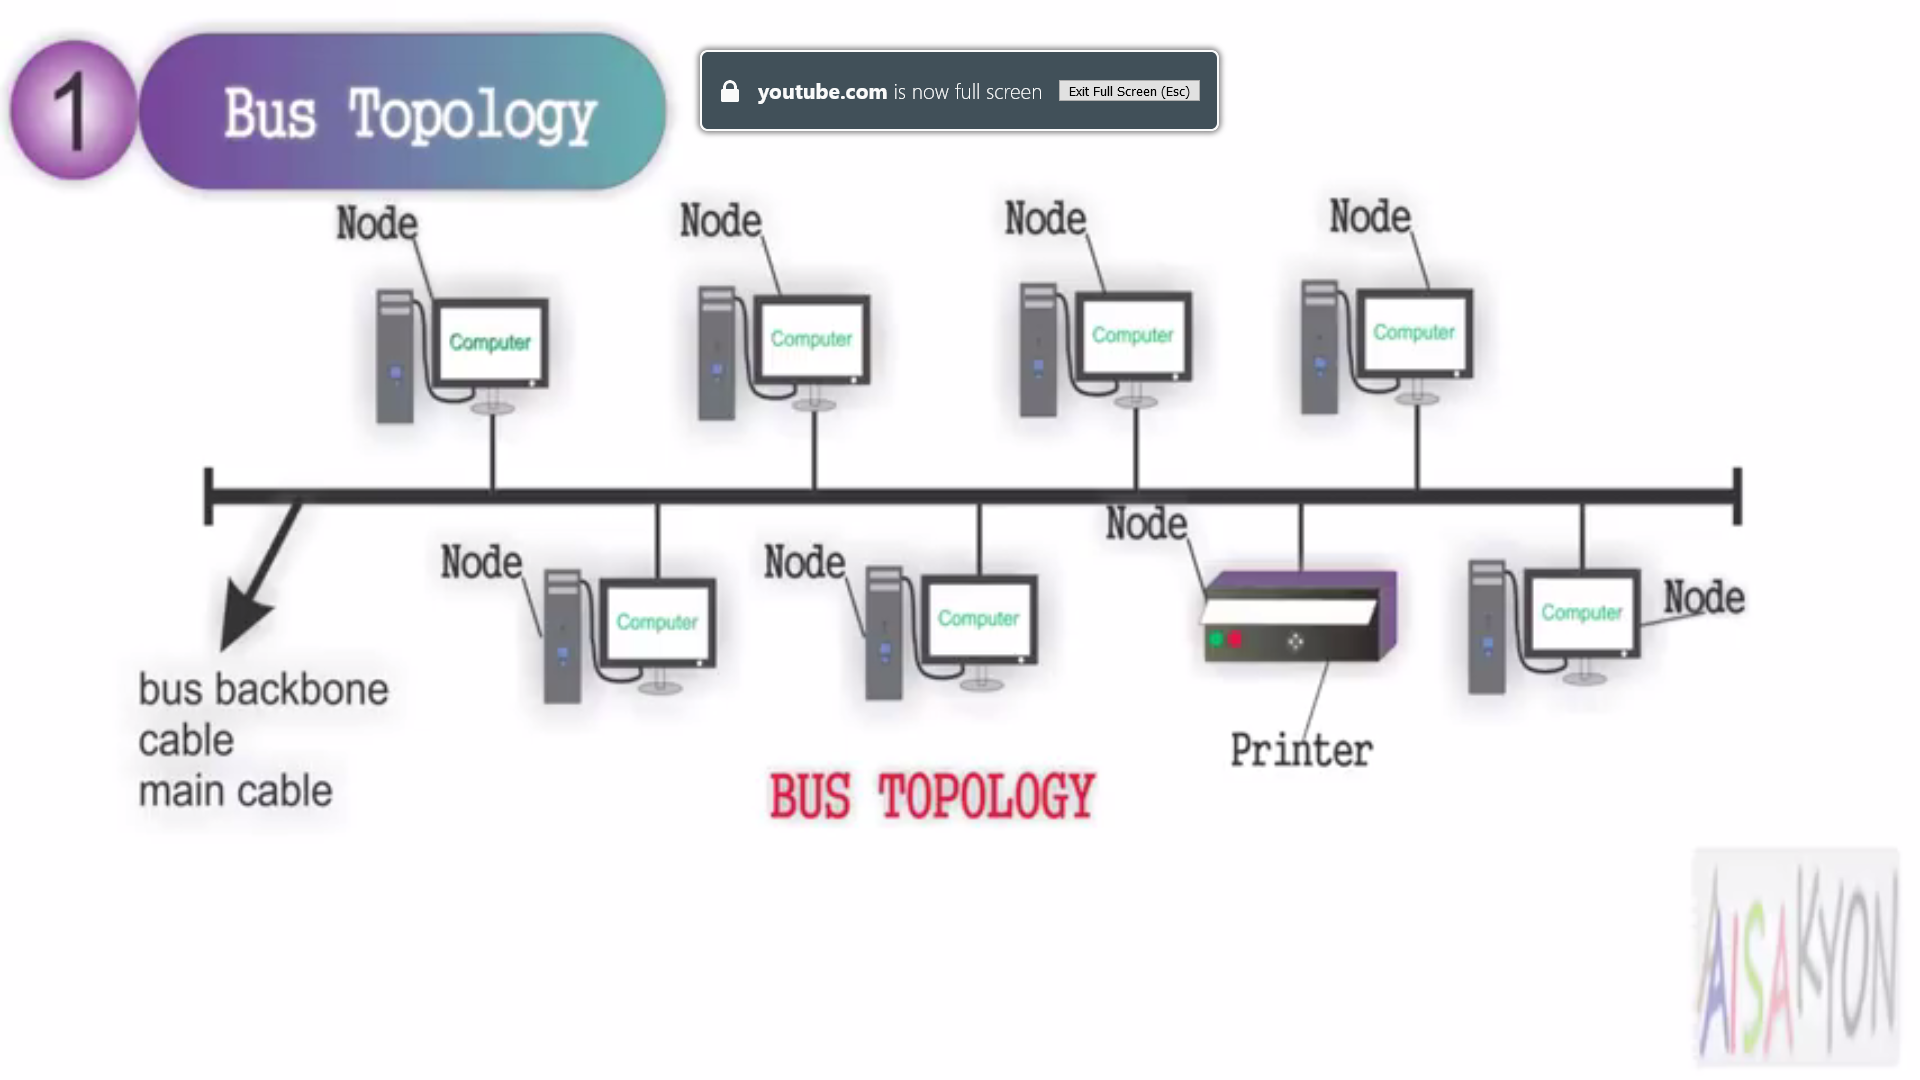 1
Bus Topology
youtube.com is now full screen
Exit Full Screen (Esc)
Node
Node
Node
Node
Computer
Computer
Computer
Computer
Node
Node
Node
Node
Computer
Computer
Computer
bus backbone
cable
main cable
Printer
BUS TOPOLOGY
AISAKYON